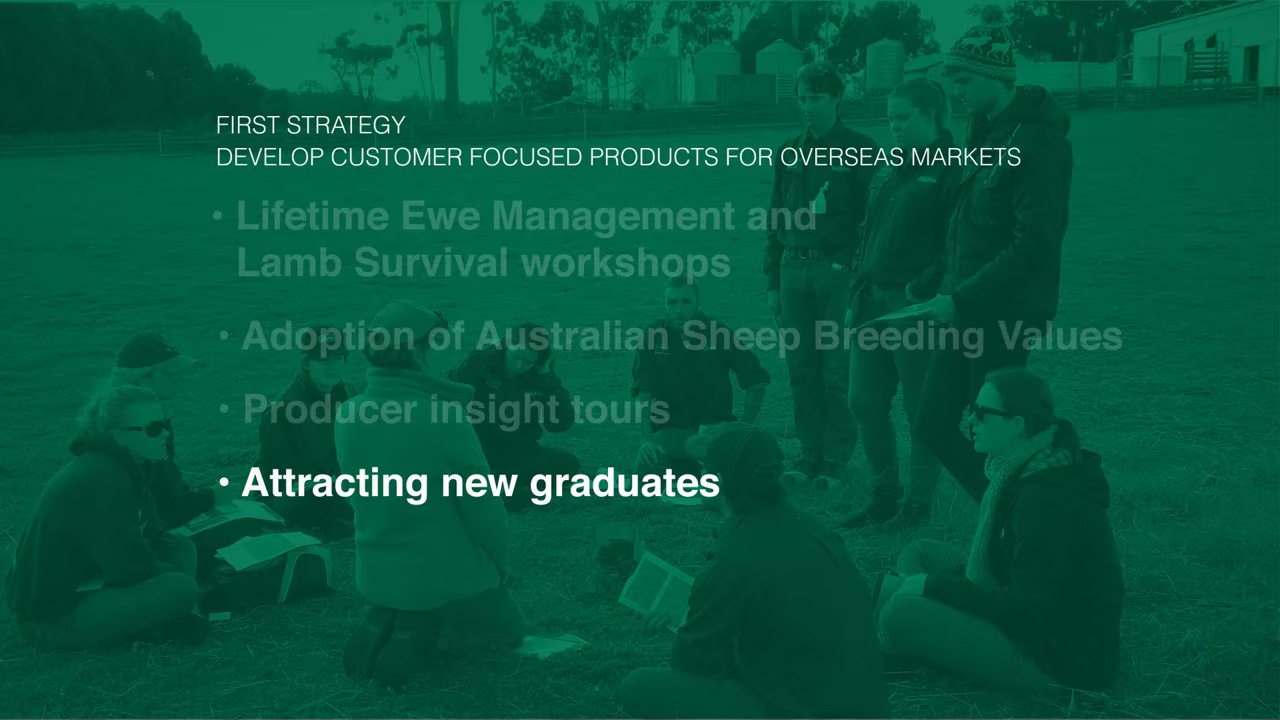 FIRST STRATEGY
DEVELOP CUSTOMER FOCUSED PRODUCTS FOR OVERSEAS MARKETS
• Lifetime Ewe Management and
Lamb Survival workshops
• Adoption of Australian Sheep Breeding Values
• Producer insight tours
• Attracting new graduates